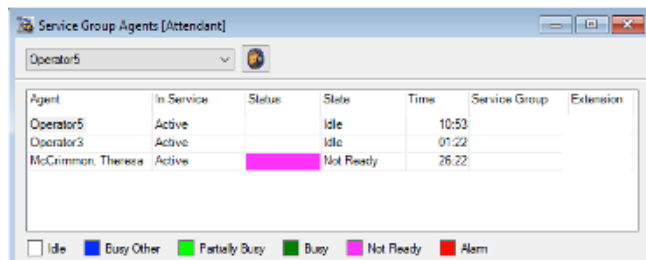 Service Group Agents [Attendant]
Operator5
Agent In Service Status State Time Service Group Extension
Operator5 Active Idle 10:53
Operator3 Active Idle 01:22
McCrimmon, Theresa Active Not Ready 26:22
Idle Busy Other Partially Busy Busy Not Ready Alarm